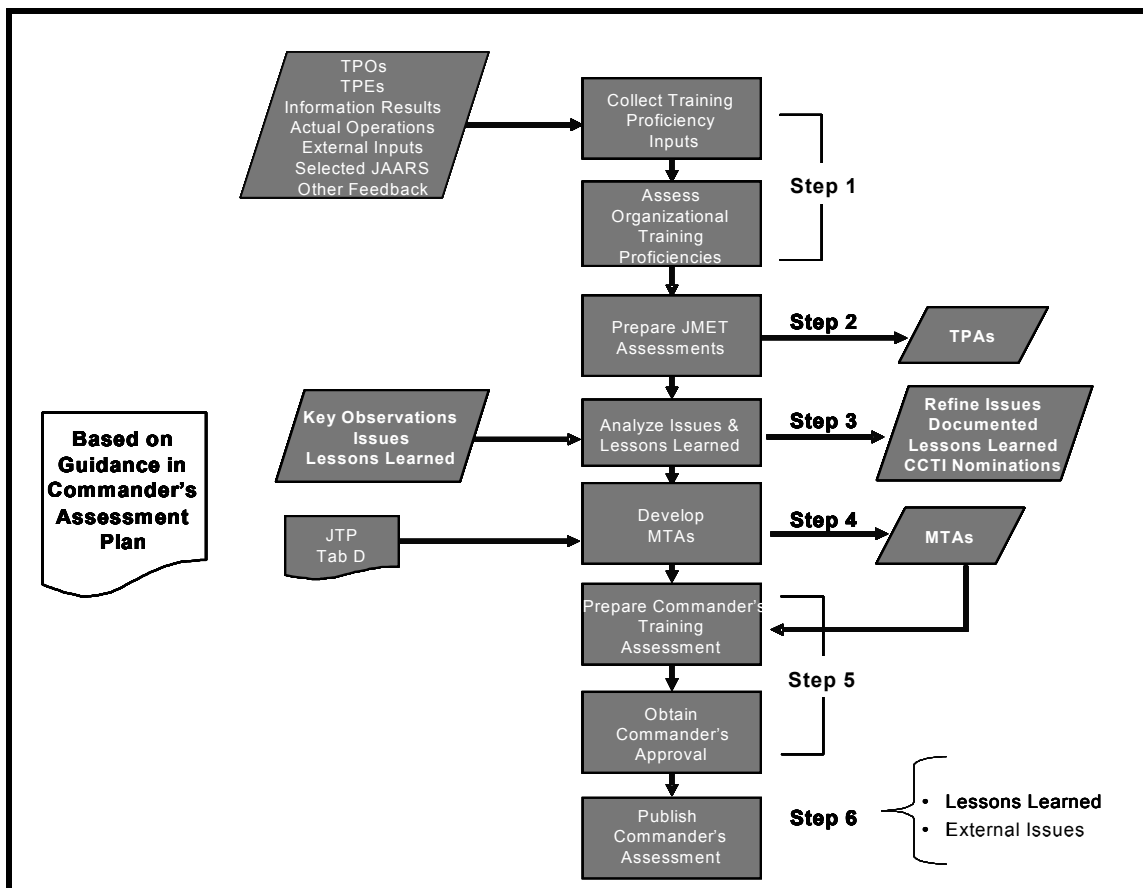 TPOs
TPEs
Information Results
Actual Operations
External Inputs
Selected JAARS
Other Feedback
Collect Training
Proficiency
Inputs
Step 1
Assess
Organizational
Training
Proficiencies
Prepare JMET
Assessments
Step 2
TPAs
Key Observations
Issues
Lessons Learned
Analyze Issues &
Lessons Learned
Step 3
Refine Issues
Documented
Lessons Learned
CCTI Nominations
Based on
Guidance in
Commander's
Assessment
Plan
JTP
Tab D
Develop
MTAs
Step 4
MTAs
Prepare Commander's
Training
Assessment
Step 5
Obtain
Commander's
Approval
Publish
Commander's
Assessment
Step 6
• Lessons Learned
• External Issues